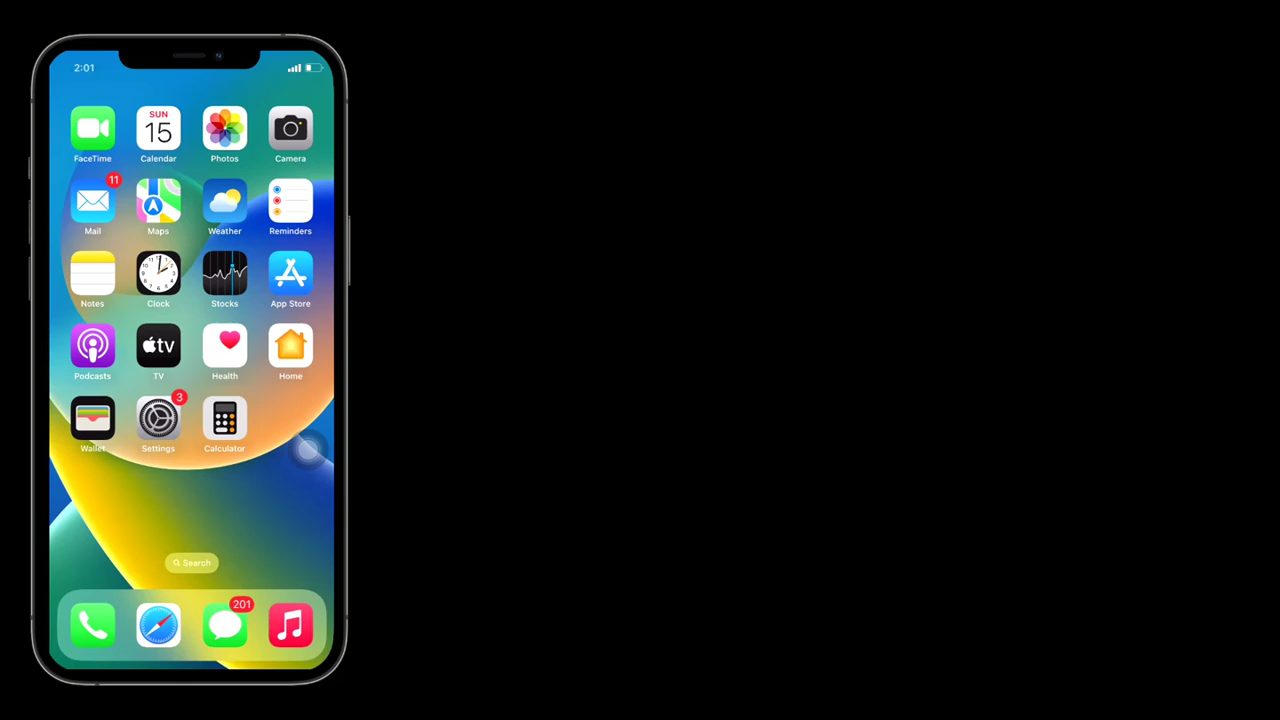 2:01
SUN
15
FaceTime Calendar Photos Camera
11
Mail Maps Weather Reminders
Notes Clock Stocks App Store
tv
Podcasts TV Health Home
3
Wallet Settings Calculator
Search
201